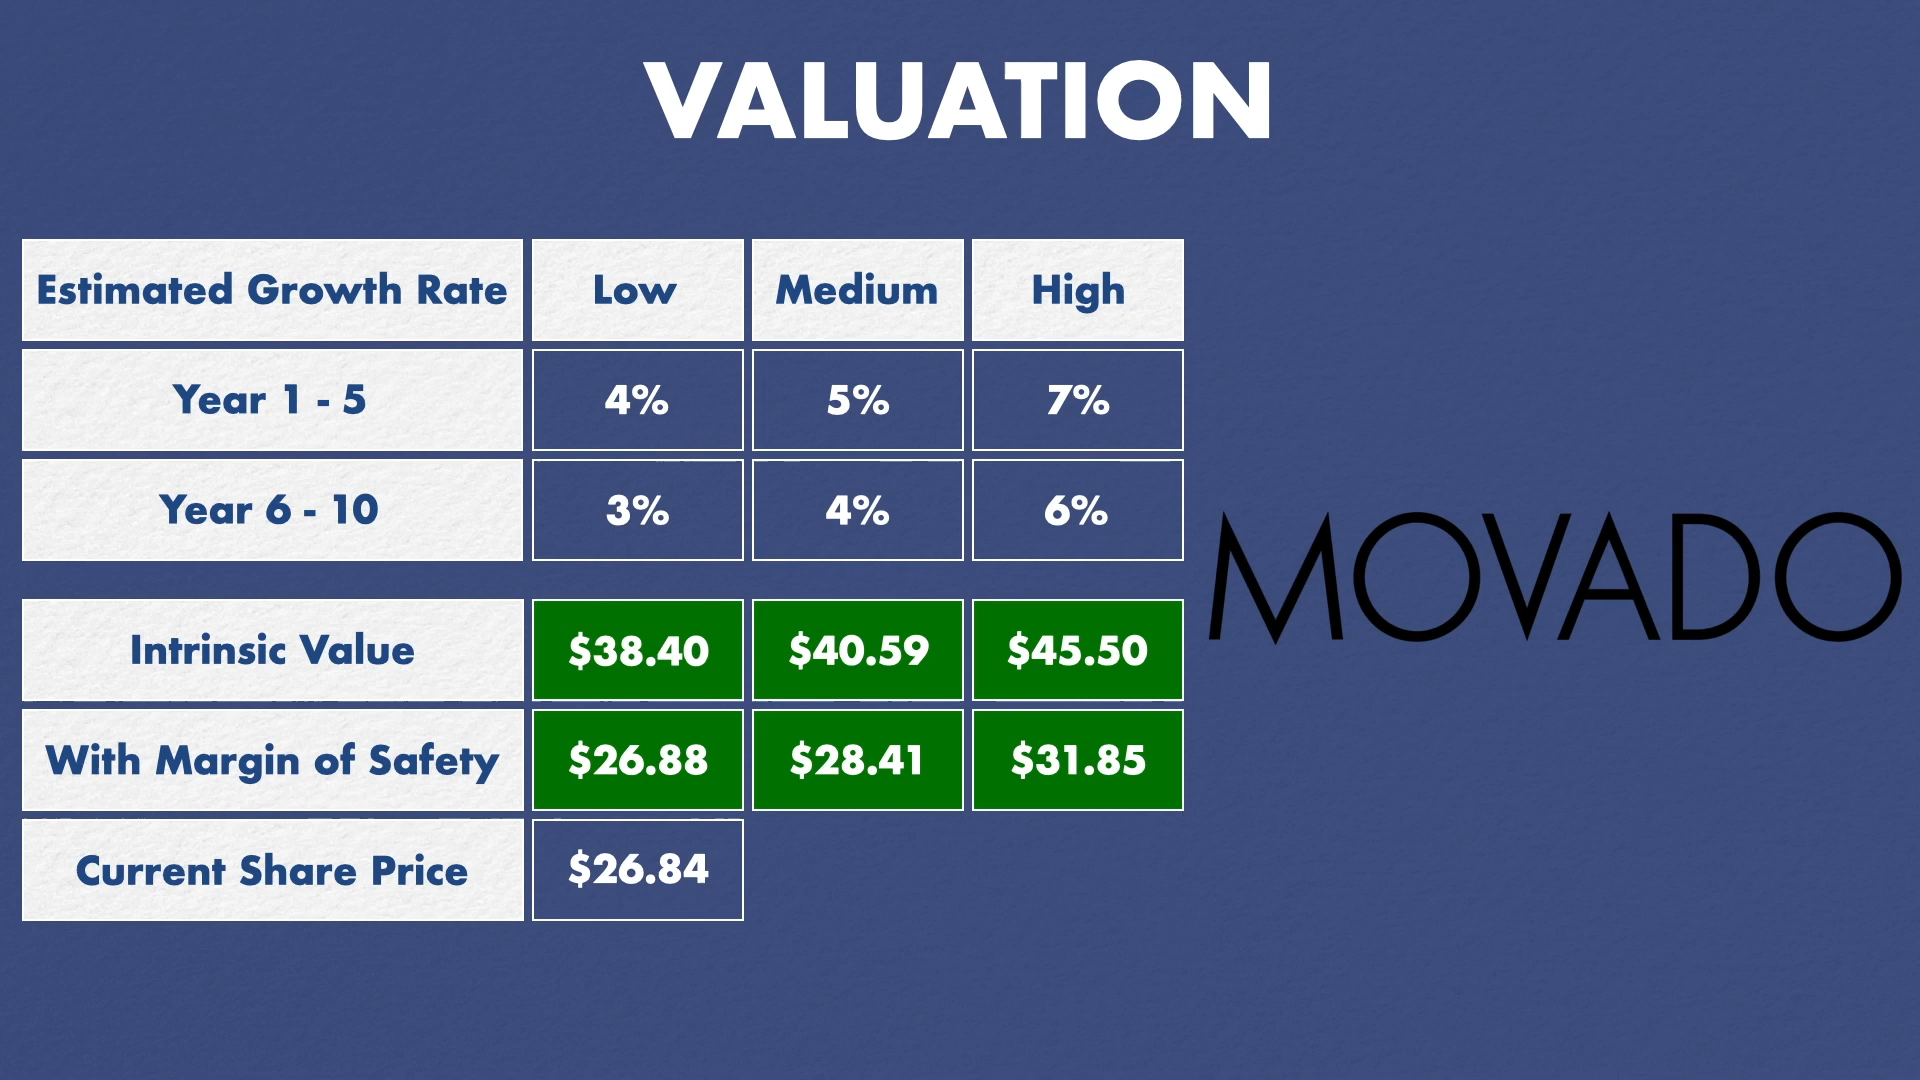 VALUATION
Estimated Growth Rate Low Medium High
Year 1 - 5 4% 5% 7%
Year 6 - 10 3% 4% 6%
MOVADO
Intrinsic Value $38.40 $40.59 $45.50
With Margin of Safety $26.88 $28.41 $31.85
Current Share Price $26.84